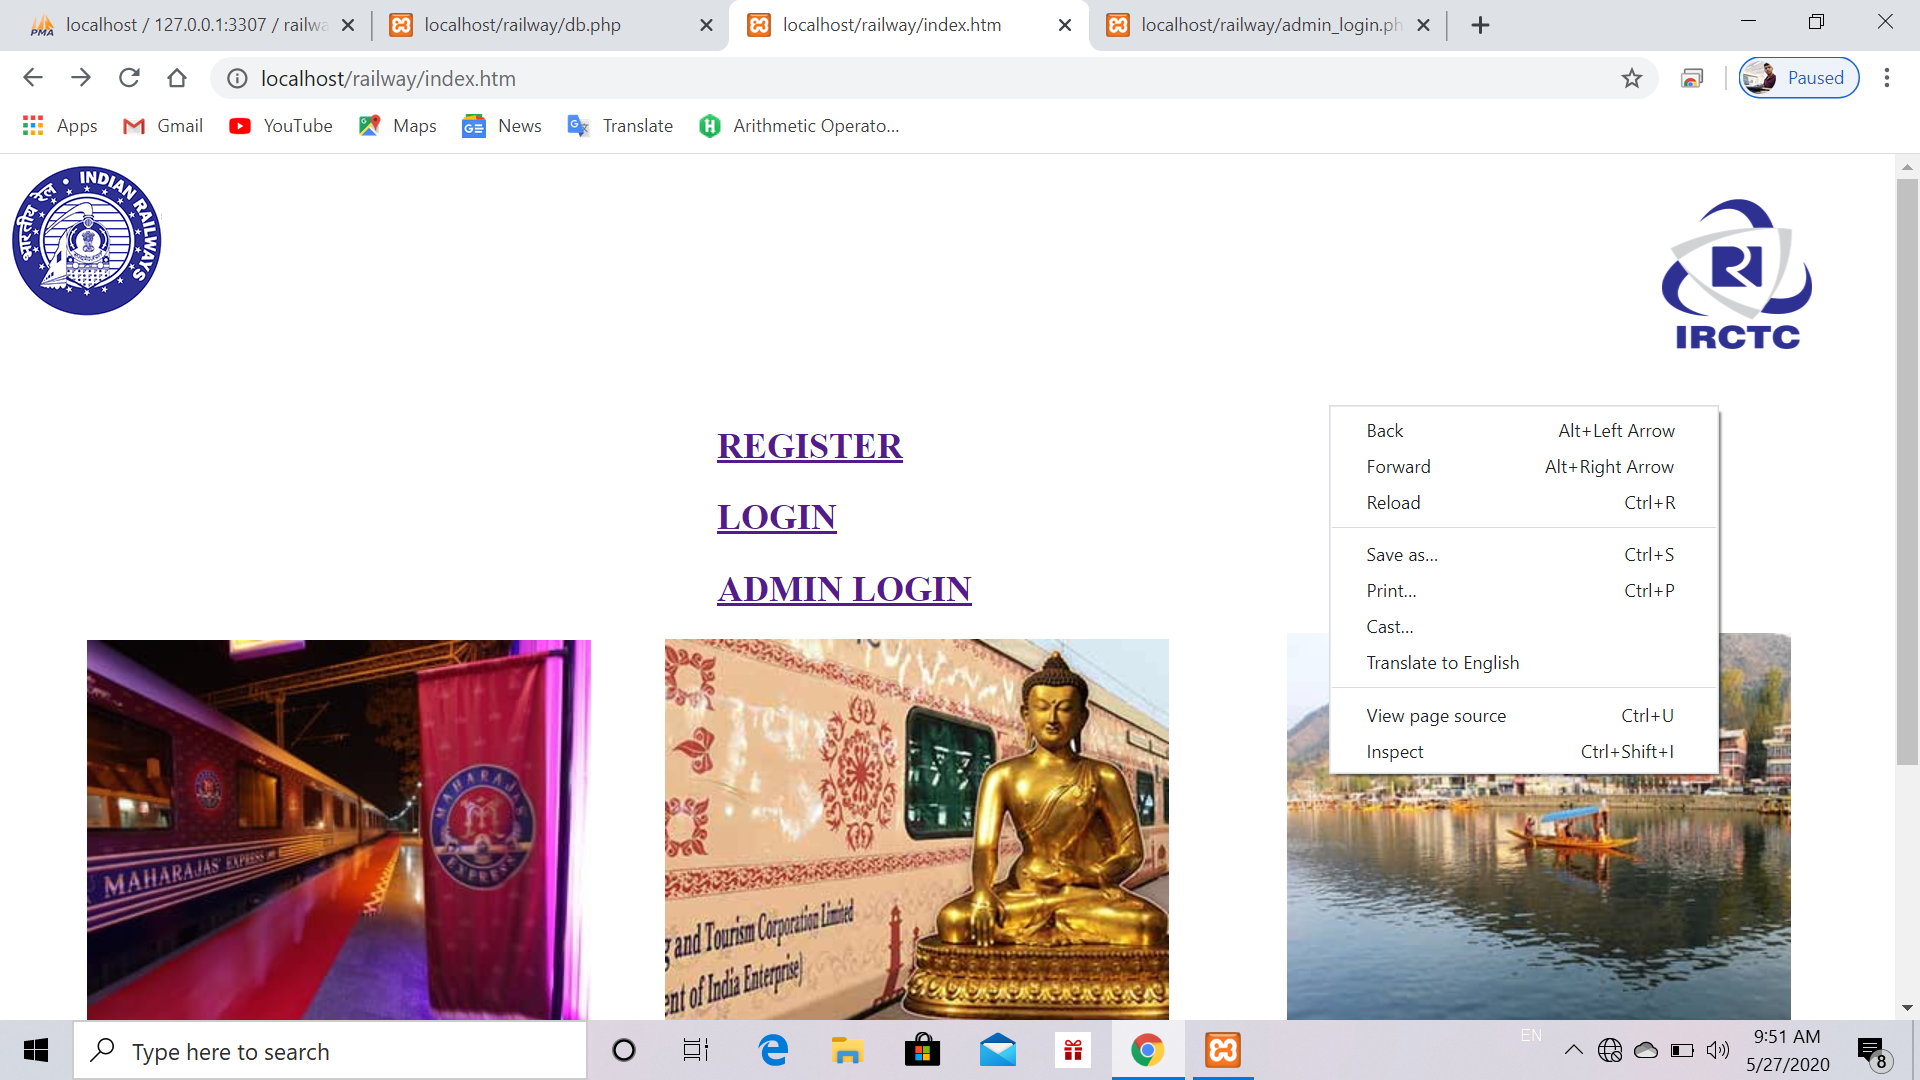 localhost / 127.0.0.1:3307 / railwa
localhost/railway/db.php
localhost/railway/index.htm
localhost/railway/admin_login.ph
localhost/railway/index.htm
Paused
Apps
Gmail
YouTube
Maps
News
Translate
Arithmetic Operato...
भारतीय रेल • INDIAN RAILWAYS
IRCTC
REGISTER
LOGIN
ADMIN LOGIN
Back Alt+Left Arrow
Forward Alt+Right Arrow
Reload Ctrl+R
Save as... Ctrl+S
Print... Ctrl+P
Cast...
Translate to English
View page source Ctrl+U
Inspect Ctrl+Shift+I
MAHARAJAS' EXPRESS
MAHARAJAS
EXPRESS
g and Tourism Corporation Limited
ent of India Enterprise)
Type here to search
EN
9:51 AM
5/27/2020
8